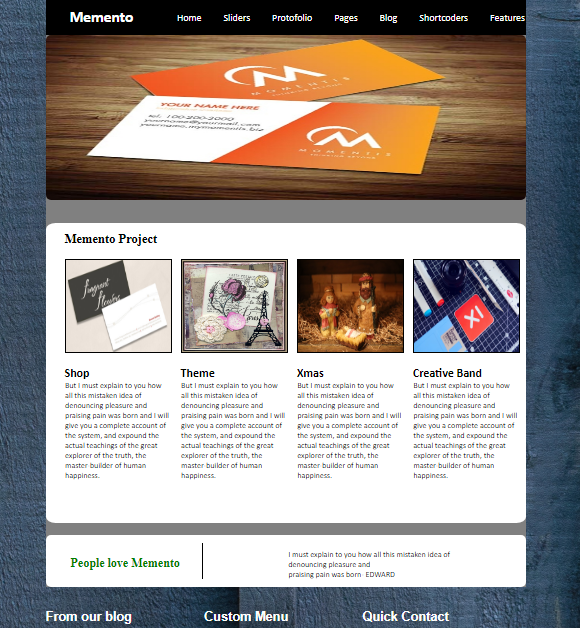 Memento Home Sliders Protofolio Pages Blog Shortcoders Features
MOMENTIS
YOUR NAME HERE
tel: 100-200-2000
yourname@yourmail.com
yourname.mymomentis.biz
MOMENTIS
Memento Project
Fragrant
Flowers
XI
Shop
But I must explain to you how
all this mistaken idea of
denouncing pleasure and
praising pain was born and I will
give you a complete account of
the system, and expound the
actual teachings of the great
explorer of the truth, the
master builder of human
happiness.
Theme
But I must explain to you how
all this mistaken idea of
denouncing pleasure and
praising pain was born and I will
give you a complete account of
the system, and expound the
actual teachings of the great
explorer of the truth, the
master builder of human
happiness.
Xmas
But I must explain to you how
all this mistaken idea of
denouncing pleasure and
praising pain was born and I will
give you a complete account of
the system, and expound the
actual teachings of the great
explorer of the truth, the
master builder of human
happiness.
Creative Band
But I must explain to you how
all this mistaken idea of
denouncing pleasure and
praising pain was born and I will
give you a complete account of
the system, and expound the
actual teachings of the great
explorer of the truth, the
master builder of human
happiness.
People love Memento
I must explain to you how all this mistaken idea of
denouncing pleasure and
praising pain was born EDWARD
From our blog Custom Menu Quick Contact